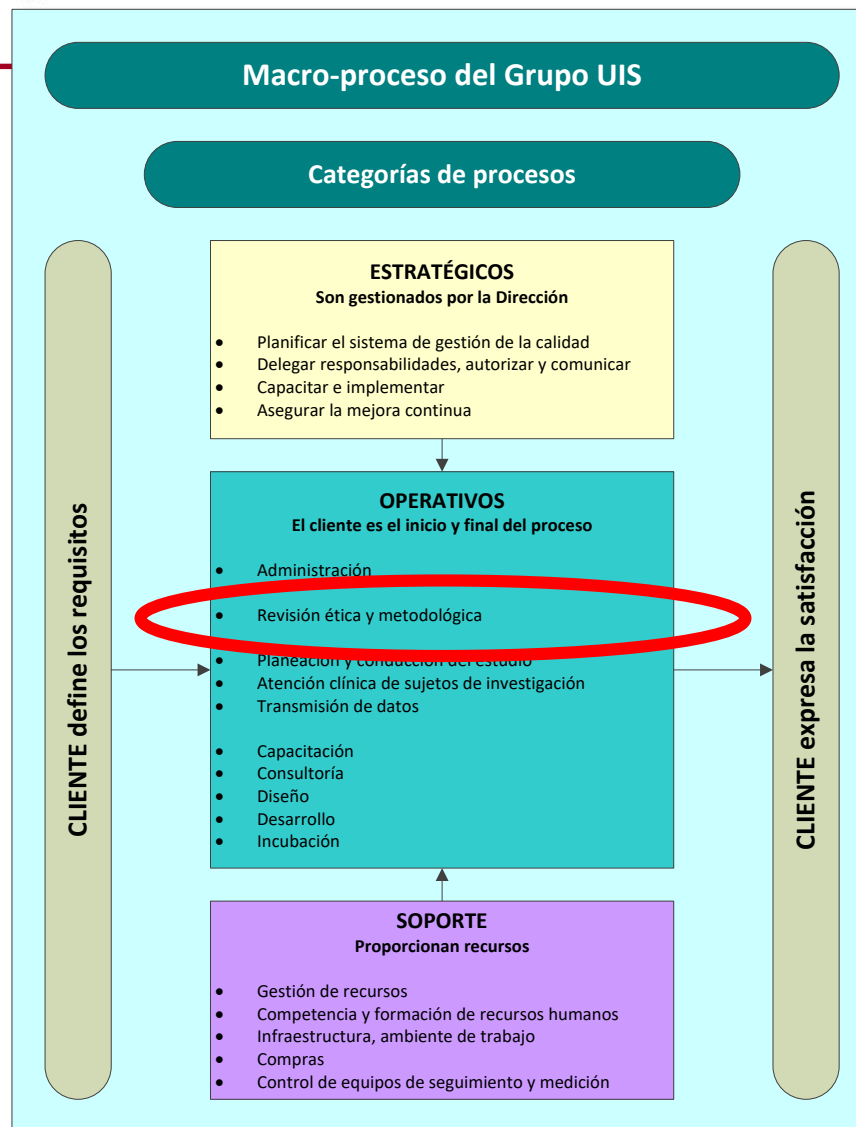 Macro-proceso del Grupo UIS
Categorías de procesos
CLIENTE define los requisitos
ESTRATÉGICOS
Son gestionados por la Dirección
• Planificar el sistema de gestión de la calidad
• Delegar responsabilidades, autorizar y comunicar
• Capacitar e implementar
• Asegurar la mejora continua
OPERATIVOS
El cliente es el inicio y final del proceso
• Administración
• Revisión ética y metodológica
• Planeación y conducción del estudio
• Atención clínica de sujetos de investigación
• Transmisión de datos
• Capacitación
• Consultoría
• Diseño
• Desarrollo
• Incubación
SOPORTE
Proporcionan recursos
• Gestión de recursos
• Competencia y formación de recursos humanos
• Infraestructura, ambiente de trabajo
• Compras
• Control de equipos de seguimiento y medición
CLIENTE expresa la satisfacción